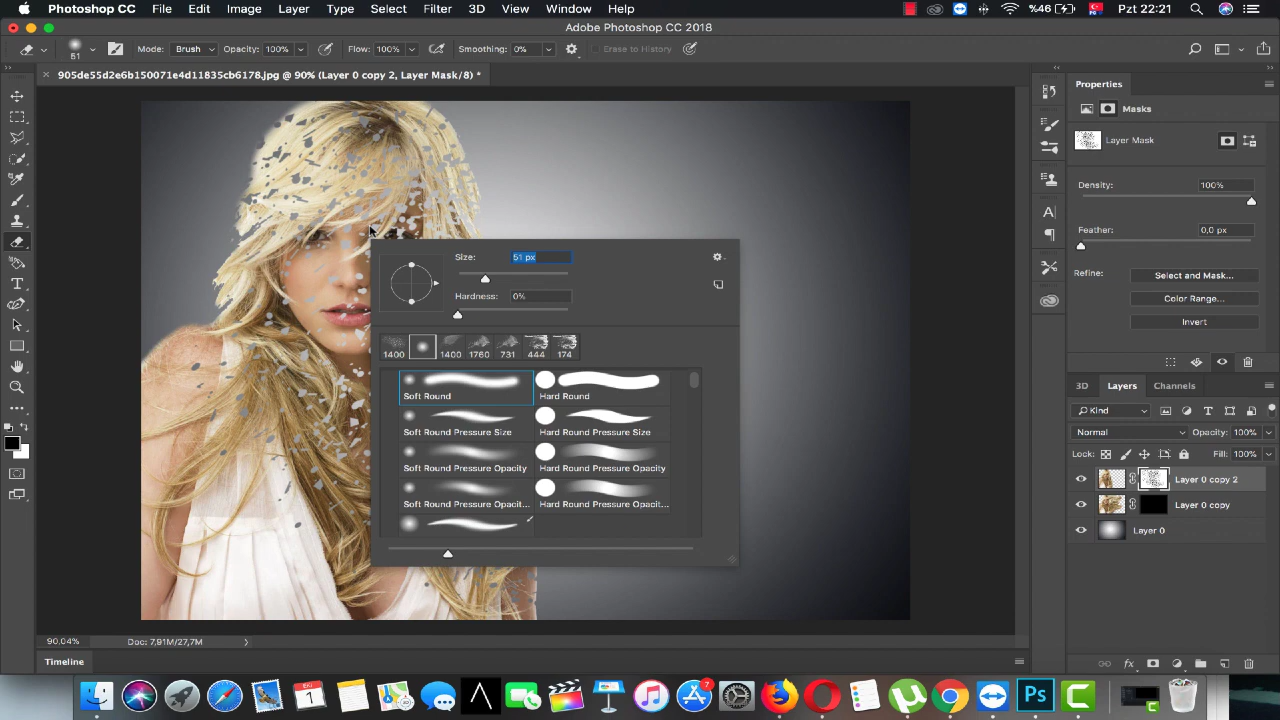 Photoshop CC File Edit Image Layer Type Select Filter 3D View Window Help %46 Pzt 22:21
Adobe Photoshop CC 2018
51 Mode: Brush Opacity: 100% Flow: 100% Smoothing: 0% Erase to History
905de55d2e6b150071e4d11835cb6178.jpg @ 90% (Layer 0 copy 2, Layer Mask/8) *
Properties
Masks
Layer Mask
Density: 100%
Feather: 0,0 px
Refine: Select and Mask...
Color Range...
Invert
Size: 51 px
Hardness: 0%
1400 1400 1760 731 444 174
Soft Round Hard Round
Soft Round Pressure Size Hard Round Pressure Size
Soft Round Pressure Opacity Hard Round Pressure Opacity
Soft Round Pressure Opacit... Hard Round Pressure Opacit...
3D Layers Channels
Kind
Normal Opacity: 100%
Lock: Fill: 100%
Layer 0 copy 2
Layer 0 copy
Layer 0
90,04% Doc: 7,91M/27,7M
Timeline
1
7
Ps
C